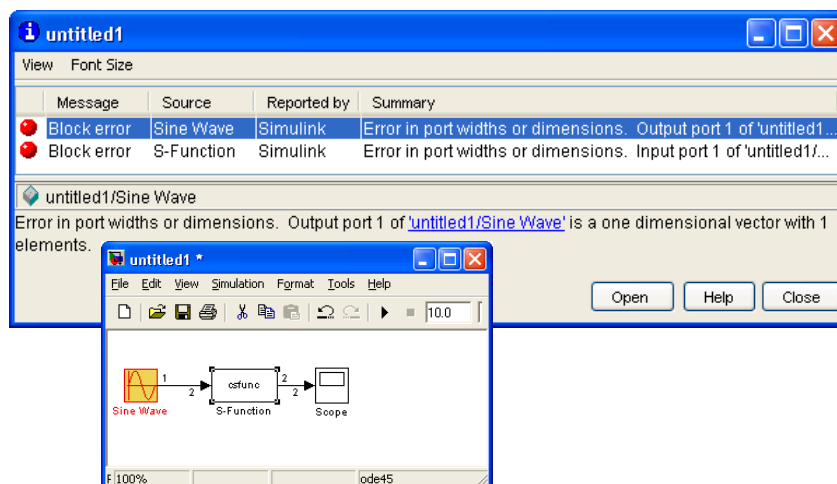 untitled1
View Font Size
Message Source Reported by Summary
Block error Sine Wave Simulink Error in port widths or dimensions. Output port 1 of 'untitled1...
Block error S-Function Simulink Error in port widths or dimensions. Input port 1 of 'untitled1/...
untitled1/Sine Wave
Error in port widths or dimensions. Output port 1 of 'untitled1/Sine Wave' is a one dimensional vector with 1
elements.
Open Help Close
untitled1 *
File Edit View Simulation Format Tools Help
10.0
1 2 csfunc 2 2
Sine Wave S-Function Scope
F 100% ode45